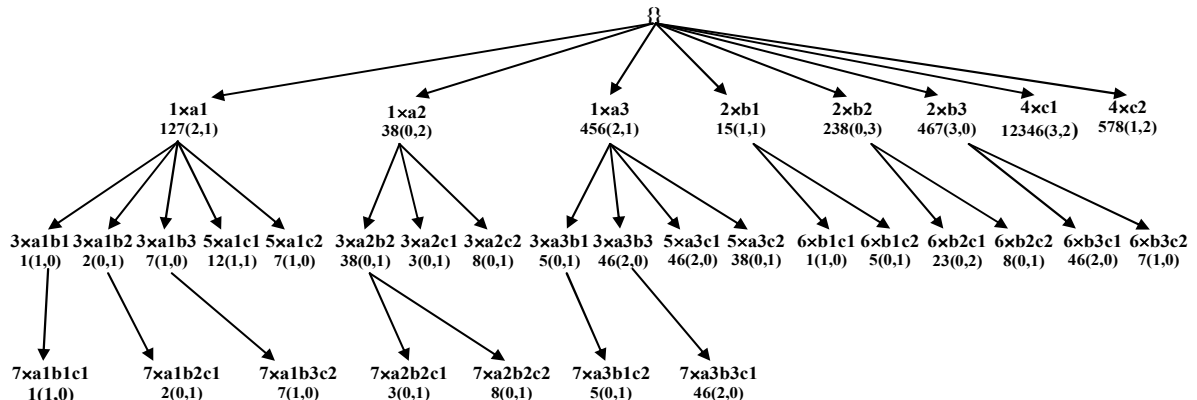 {}
1×a1 1×a2 1×a3 2×b1 2×b2 2×b3 4×c1 4×c2
127(2,1) 38(0,2) 456(2,1) 15(1,1) 238(0,3) 467(3,0) 12346(3,2) 578(1,2)
3×a1b1 3×a1b2 3×a1b3 5×a1c1 5×a1c2 3×a2b2 3×a2c1 3×a2c2 3×a3b1 3×a3b3 5×a3c1 5×a3c2 6×b1c1 6×b1c2 6×b2c1 6×b2c2 6×b3c1 6×b3c2
1(1,0) 2(0,1) 7(1,0) 12(1,1) 7(1,0) 38(0,1) 3(0,1) 8(0,1) 5(0,1) 46(2,0) 46(2,0) 38(0,1) 1(1,0) 5(0,1) 23(0,2) 8(0,1) 46(2,0) 7(1,0)
7×a1b1c1 7×a1b2c1 7×a1b3c2 7×a2b2c1 7×a2b2c2 7×a3b1c2 7×a3b3c1
1(1,0) 2(0,1) 7(1,0) 3(0,1) 8(0,1) 5(0,1) 46(2,0)